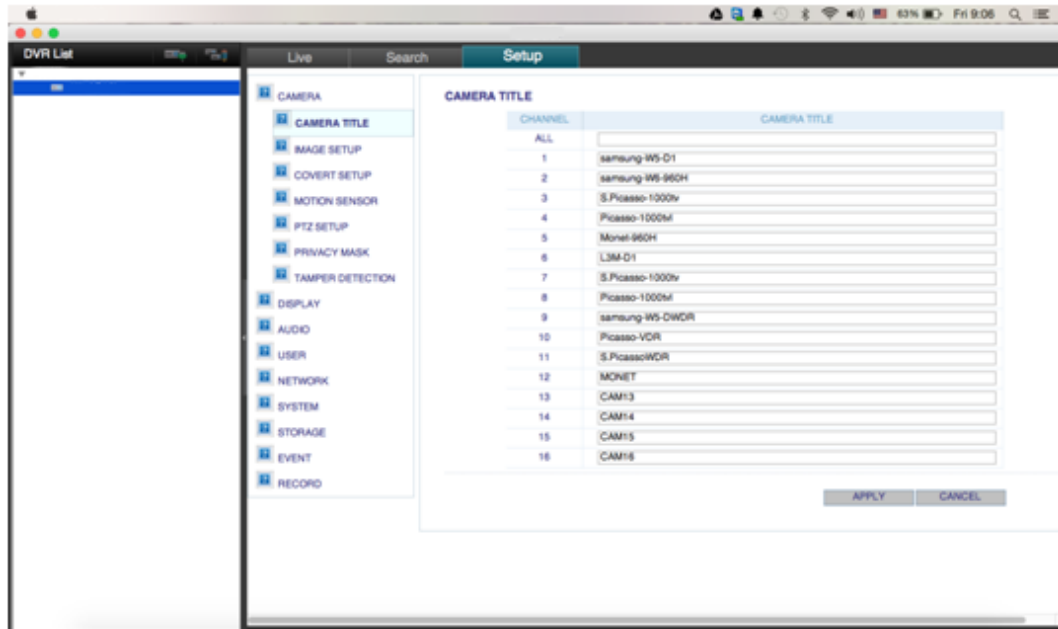 63% Fri 9:06
DVR List
Live Search Setup
CAMERA
CAMERA TITLE
IMAGE SETUP
COVERT SETUP
MOTION SENSOR
PTZ SETUP
PRIVACY MASK
TAMPER DETECTION
DISPLAY
AUDIO
USER
NETWORK
SYSTEM
STORAGE
EVENT
RECORD
CAMERA TITLE
CHANNEL CAMERA TITLE
ALL
1 samsung-W5-D1
2 samsung-W6-960H
3 S.Picasso-1000tv
4 Picasso-1000tvl
5 Monet-960H
6 L3M-D1
7 S.Picasso-1000tv
8 Picasso-1000tvl
9 samsung-W5-DWDR
10 Picasso-VDR
11 S.PicassoWDR
12 MONET
13 CAM13
14 CAM14
15 CAM15
16 CAM16
APPLY CANCEL